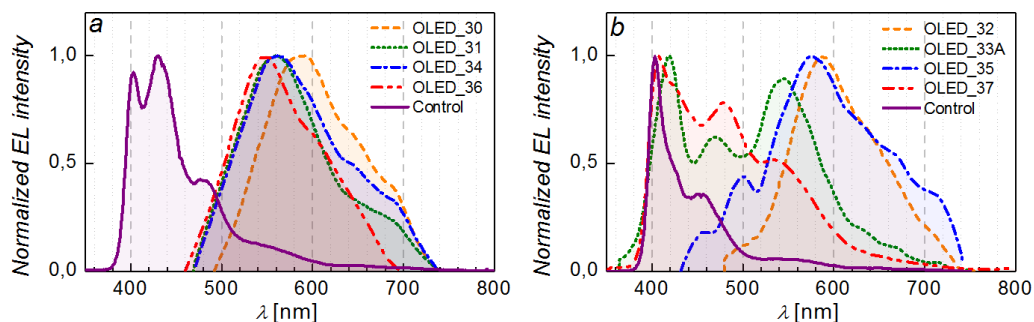 a
OLED_30
OLED_31
OLED_34
OLED_36
Control
Normalized EL intensity
1,0
0,5
0,0
400 500 600 700 800
λ [nm]
b
OLED_32
OLED_33A
OLED_35
OLED_37
Control
Normalized EL intensity
1,0
0,5
0,0
400 500 600 700 800
λ [nm]